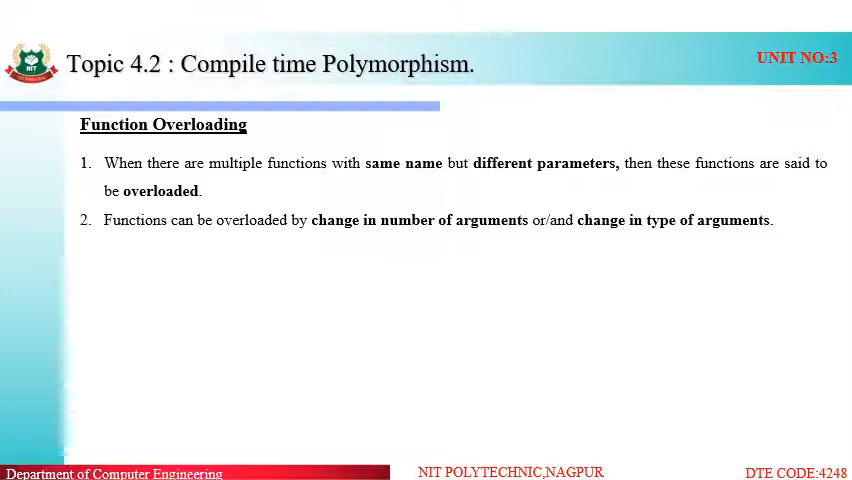 NIT
Topic 4.2 : Compile time Polymorphism.
UNIT NO:3
Function Overloading
1. When there are multiple functions with same name but different parameters, then these functions are said to
be overloaded.
2. Functions can be overloaded by change in number of arguments or/and change in type of arguments.
Department of Computer Engineering
NIT POLYTECHNIC,NAGPUR
DTE CODE:4248